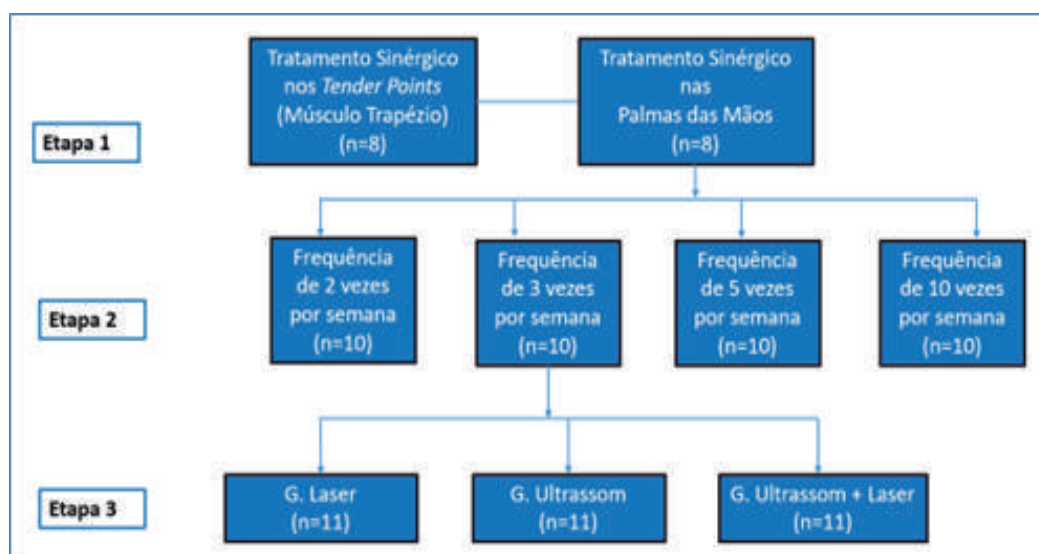 Etapa 1
Tratamento Sinérgico
nos Tender Points
(Músculo Trapézio)
(n=8)
Tratamento Sinérgico
nas
Palmas das Mãos
(n=8)
Etapa 2
Frequência
de 2 vezes
por semana
(n=10)
Frequência
de 3 vezes
por semana
(n=10)
Frequência
de 5 vezes
por semana
(n=10)
Frequência
de 10 vezes
por semana
(n=10)
Etapa 3
G. Laser
(n=11)
G. Ultrassom
(n=11)
G. Ultrassom + Laser
(n=11)